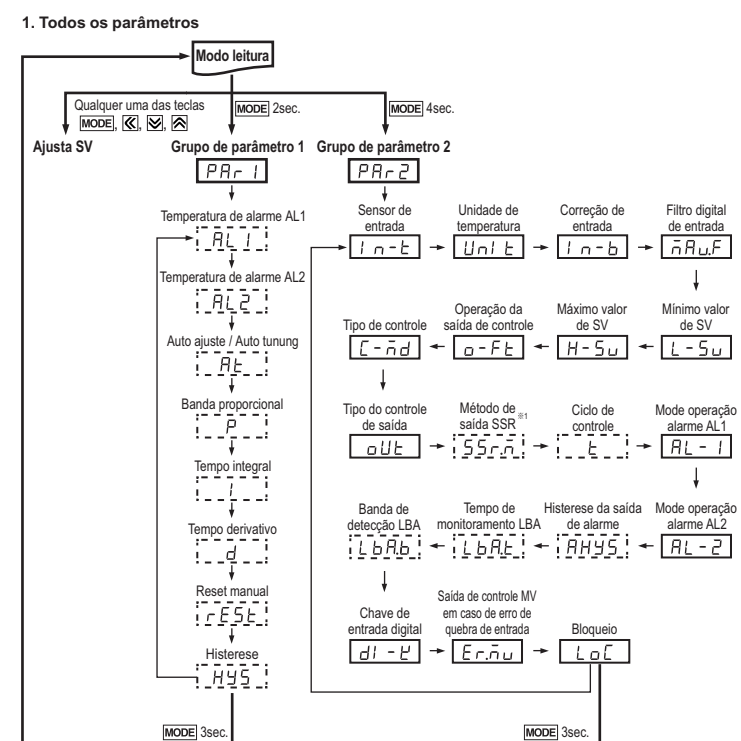 1. Todos os parâmetros
Modo leitura
Qualquer uma das teclas
MODE, «, ,
MODE 2sec.
MODE 4sec.
Ajusta SV
Grupo de parâmetro 1
Grupo de parâmetro 2
PAr 1
PAr2
Temperatura de alarme AL1
AL 1
Temperatura de alarme AL2
AL2
Auto ajuste / Auto tunung
At
Banda proporcional
P
Tempo integral
I
Tempo derivativo
d
Reset manual
rESt
Histerese
HYS
MODE 3sec.
Sensor de
entrada
In-t
Unidade de
temperatura
UnI t
Correção de
entrada
In-b
Filtro digital
de entrada
mAu.F
Tipo de controle
C-md
Operação da
saída de controle
o-Ft
Máximo valor
de SV
H-Su
Mínimo valor
de SV
L-Su
Tipo do controle
de saída
oUt
Método de ※1
saída SSR
SSr.m
Ciclo de
controle
t
Mode operação
alarme AL1
AL-1
Banda de
detecção LBA
LbA.b
Tempo de
monitoramento LBA
LbA.t
Histerese da saída
de alarme
AHYS
Mode operação
alarme AL2
AL-2
Chave de
entrada digital
dI-K
Saída de controle MV
em caso de erro de
quebra de entrada
Er.mu
Bloqueio
LoC
MODE 3sec.